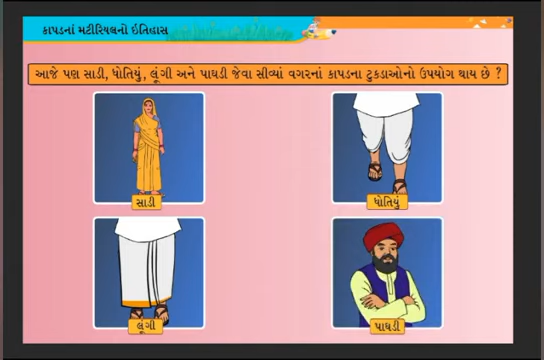 કાપડનાં મટીરિયલનો ઇતિહાસ
આજે પણ સાડી, ધોતિયું, લૂંગી અને પાઘડી જેવા સીવ્યાં વગરનાં કાપડના ટુકડાઓનો ઉપયોગ થાય છે ?
સાડી
ધોતિયું
લૂંગી
પાઘડી